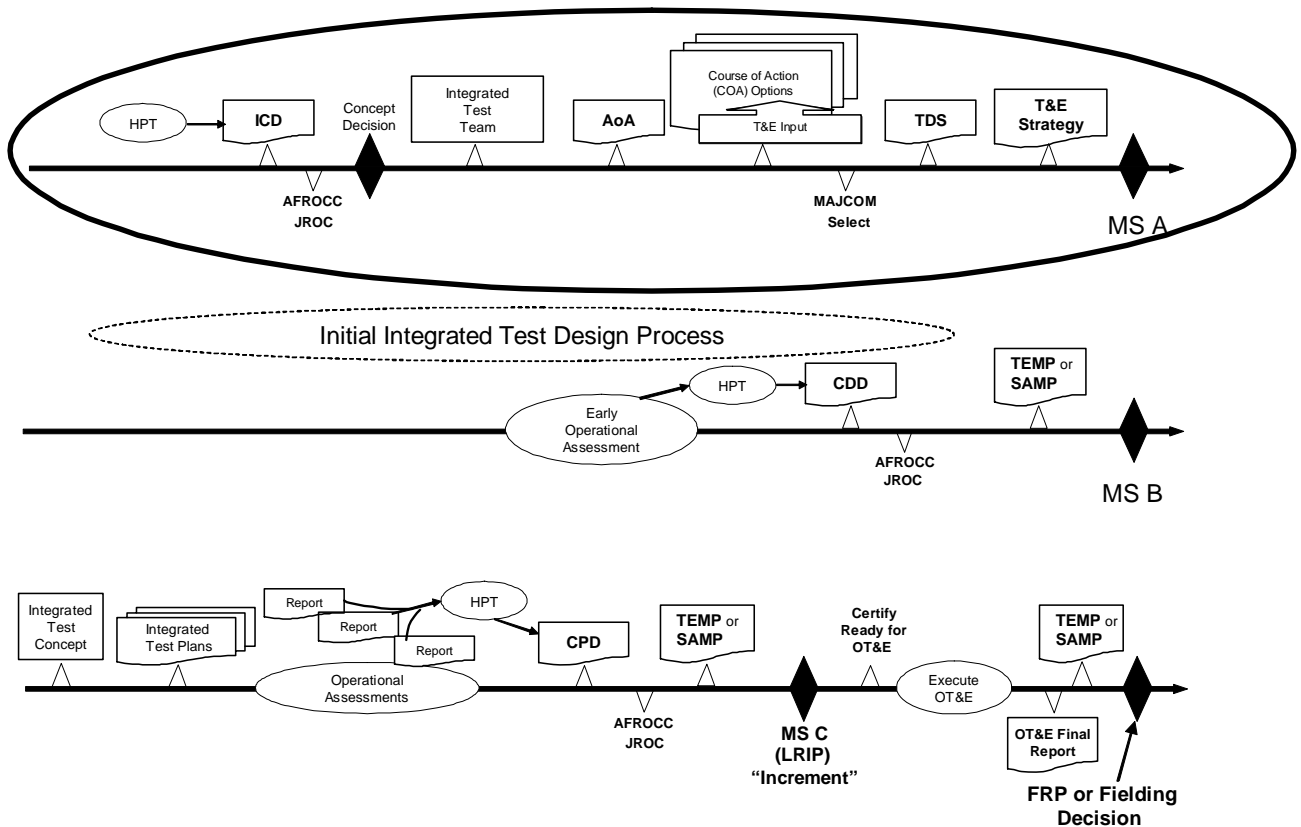 HPT
ICD
Concept
Decision
Integrated
Test
Team
AoA
Course of Action
(COA) Options
T&E Input
TDS
T&E
Strategy
AFROCC
JROC
MAJCOM
Select
MS A
Initial Integrated Test Design Process
Early
Operational
Assessment
HPT
CDD
TEMP or
SAMP
AFROCC
JROC
MS B
Integrated
Test
Concept
Integrated
Test Plans
Report
Report
Report
HPT
Operational
Assessments
CPD
TEMP or
SAMP
AFROCC
JROC
MS C
(LRIP)
“Increment”
Certify
Ready for
OT&E
Execute
OT&E
TEMP or
SAMP
OT&E Final
Report
FRP or Fielding
Decision